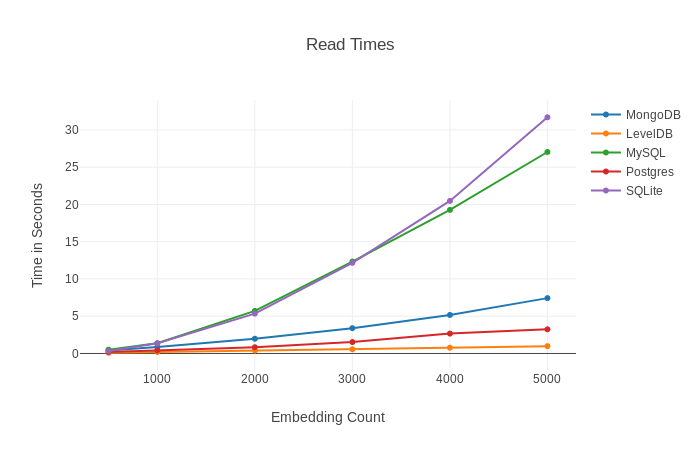 Read Times
MongoDB
LevelDB
MySQL
Postgres
SQLite
Time in Seconds
30
25
20
15
10
5
0
1000 2000 3000 4000 5000
Embedding Count